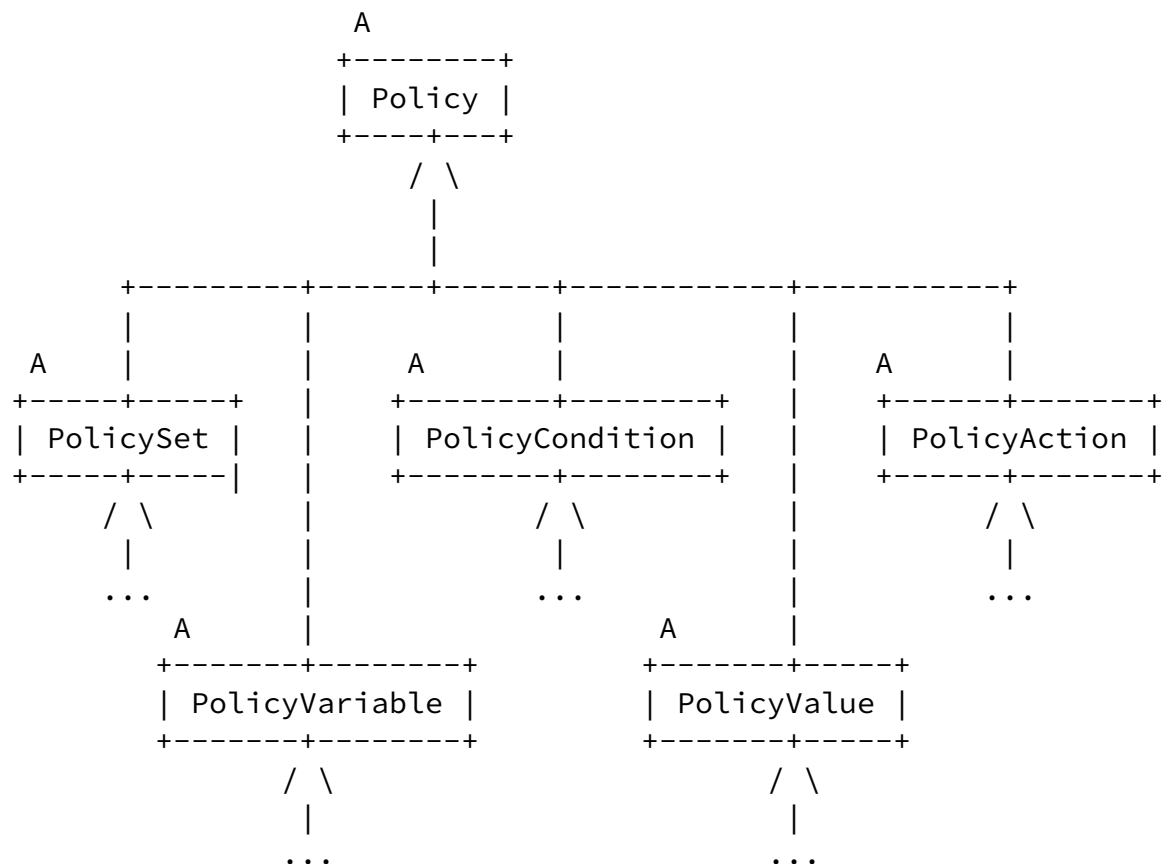 A
+--------+
| Policy |
+----+---+
/ \
|
|
+---------+------+------+------------+-----------+
| | | | |
A | | A | | A |
+-----+-----+ | +--------+--------+ | +------+-------+
| PolicySet | | | PolicyCondition | | | PolicyAction |
+-----+-----| | +--------+--------+ | +------+-------+
/ \ | / \ | / \
| | | | |
... | ... | ...
A | A |
+-------+--------+ +-------+-----+
| PolicyVariable | | PolicyValue |
+-------+--------+ +-------+-----+
/ \ / \
| |
... ...